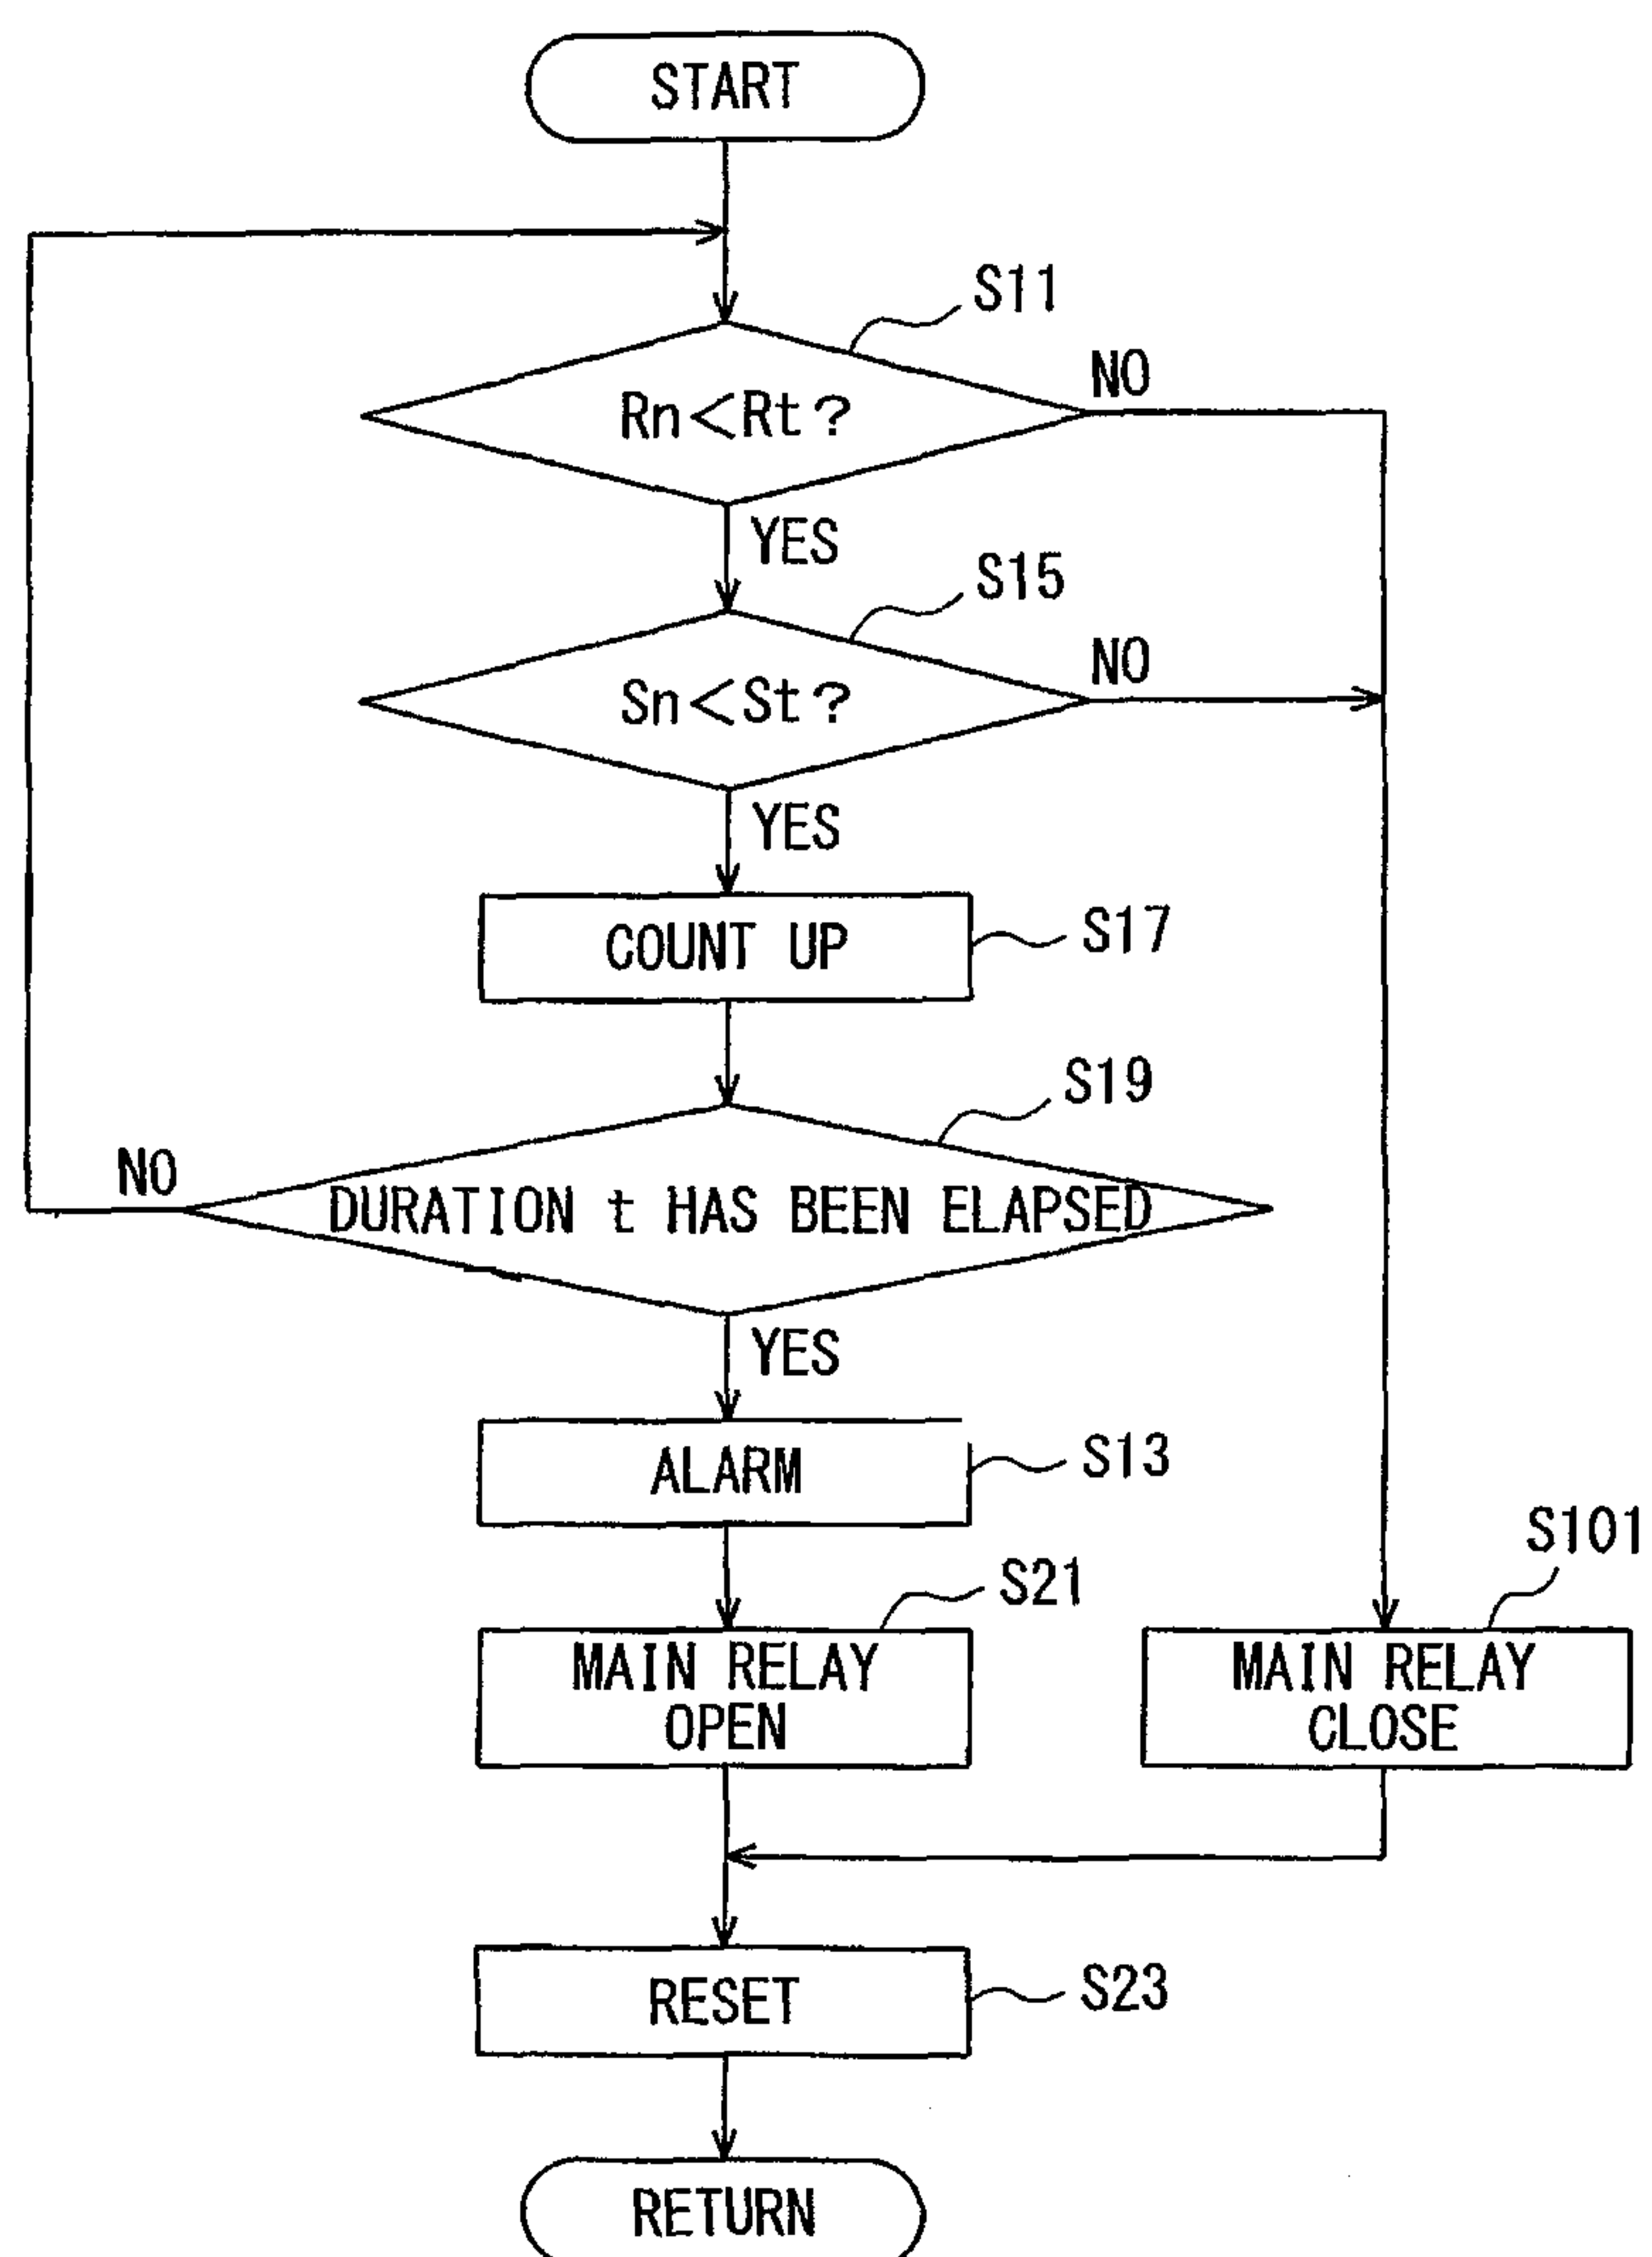 START
S11
Rn<Rt?
NO
YES
S15
Sn<St?
NO
YES
COUNT UP
S17
S19
NO
DURATION t HAS BEEN ELAPSED
YES
ALARM
S13
S101
S21
MAIN RELAY
OPEN
MAIN RELAY
CLOSE
RESET
S23
RETURN